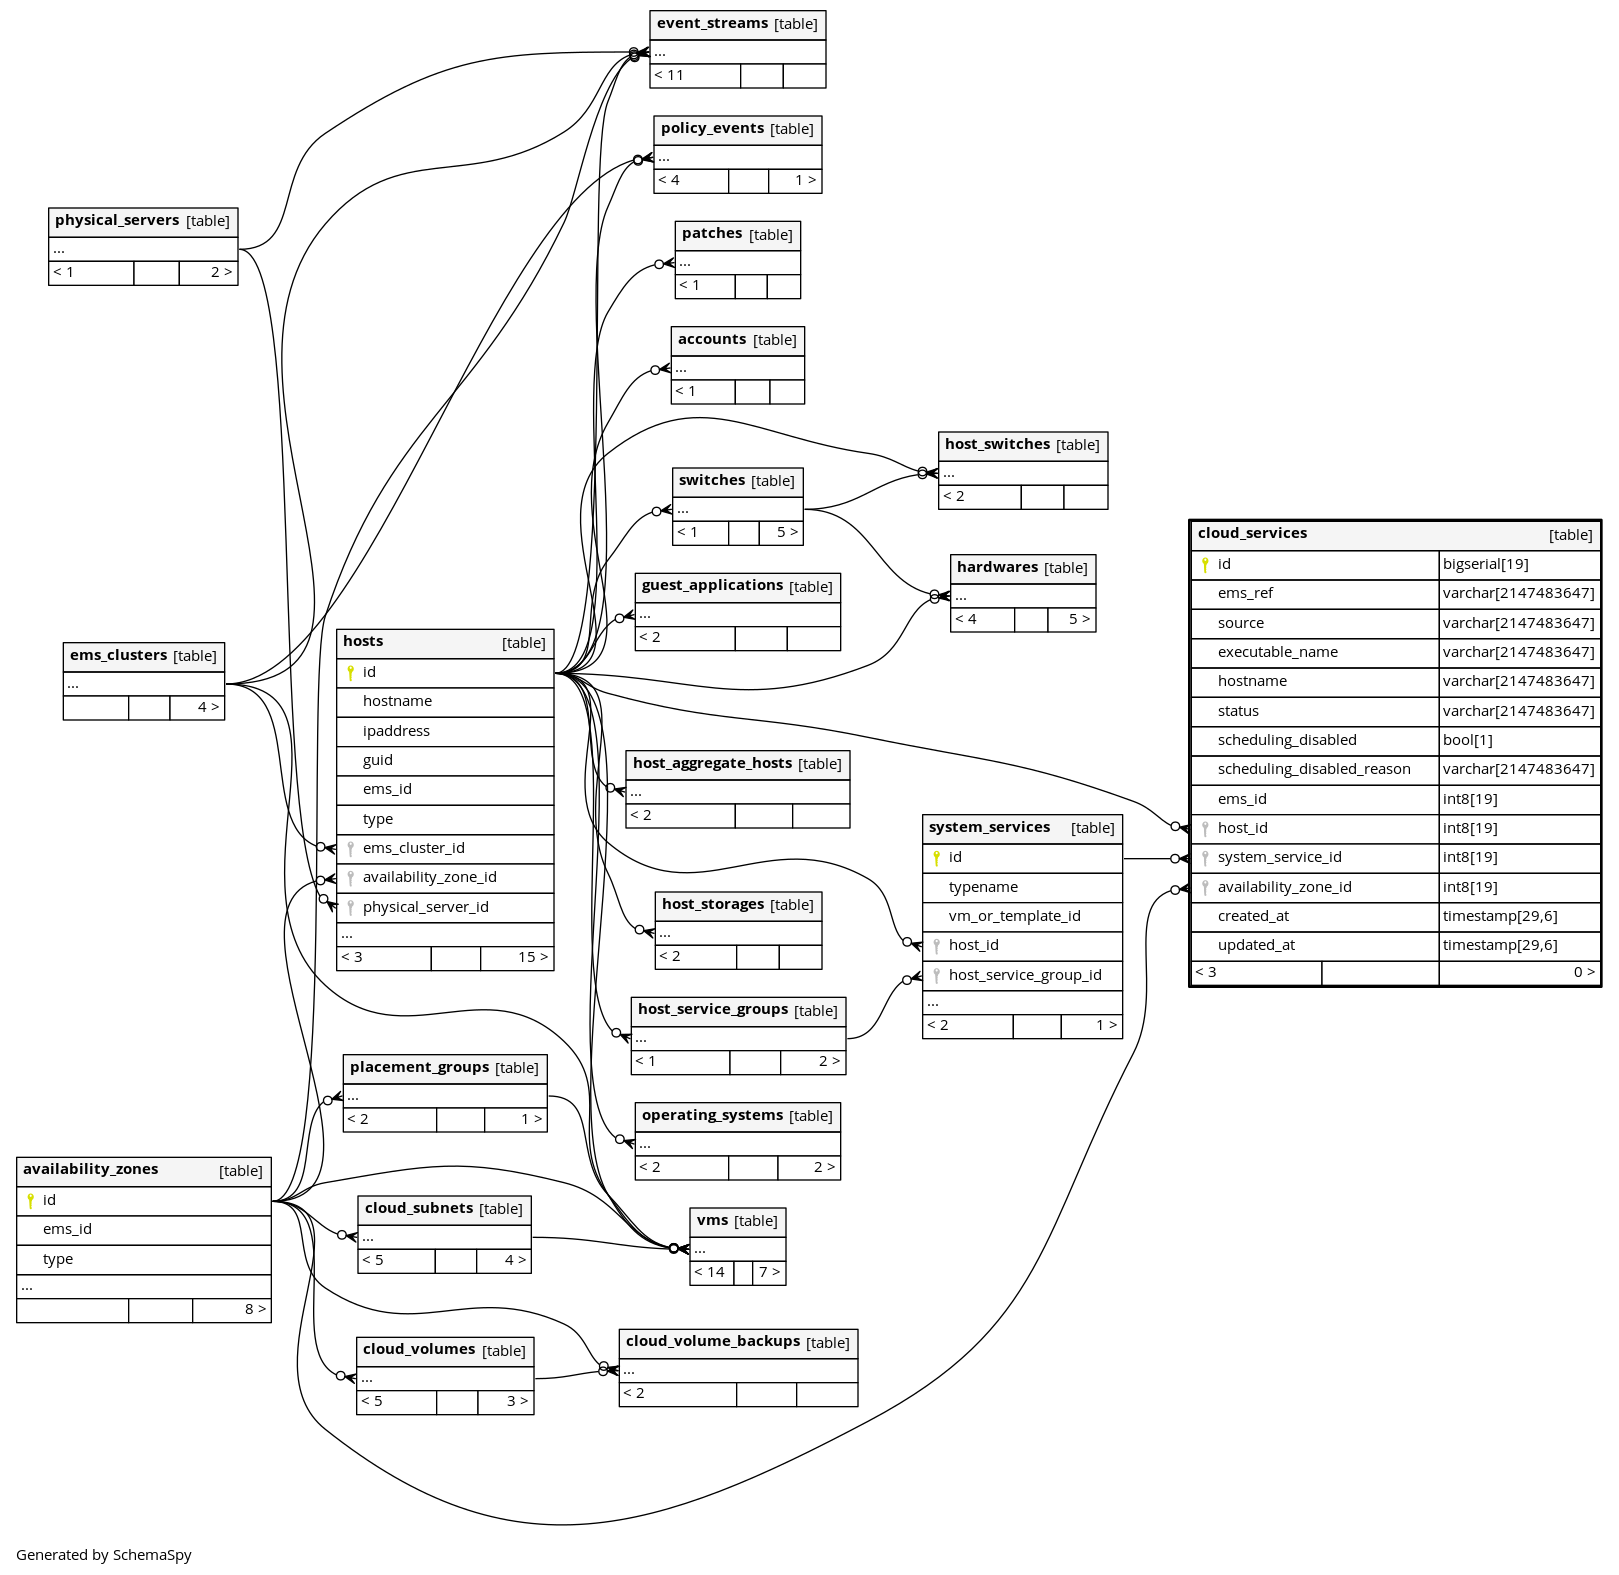 event_streams [table]
...
< 11
policy_events [table]
...
< 4 1 >
patches [table]
...
< 1
physical_servers [table]
...
< 1 2 >
accounts [table]
...
< 1
host_switches [table]
...
< 2
switches [table]
...
< 1 5 >
hardwares [table]
...
< 4 5 >
guest_applications [table]
...
< 2
cloud_services [table]
id bigserial[19]
ems_ref varchar[2147483647]
source varchar[2147483647]
executable_name varchar[2147483647]
hostname varchar[2147483647]
status varchar[2147483647]
scheduling_disabled bool[1]
scheduling_disabled_reason varchar[2147483647]
ems_id int8[19]
host_id int8[19]
system_service_id int8[19]
availability_zone_id int8[19]
created_at timestamp[29,6]
updated_at timestamp[29,6]
< 3 0 >
ems_clusters [table]
...
4 >
hosts [table]
id
hostname
ipaddress
guid
ems_id
type
ems_cluster_id
availability_zone_id
physical_server_id
...
< 3 15 >
host_aggregate_hosts [table]
...
< 2
system_services [table]
id
typename
vm_or_template_id
host_id
host_service_group_id
...
< 2 1 >
host_storages [table]
...
< 2
host_service_groups [table]
...
< 1 2 >
placement_groups [table]
...
< 2 1 >
operating_systems [table]
...
< 2 2 >
availability_zones [table]
id
ems_id
type
...
8 >
cloud_subnets [table]
...
< 5 4 >
vms [table]
...
< 14 7 >
cloud_volumes [table]
...
< 5 3 >
cloud_volume_backups [table]
...
< 2
Generated by SchemaSpy